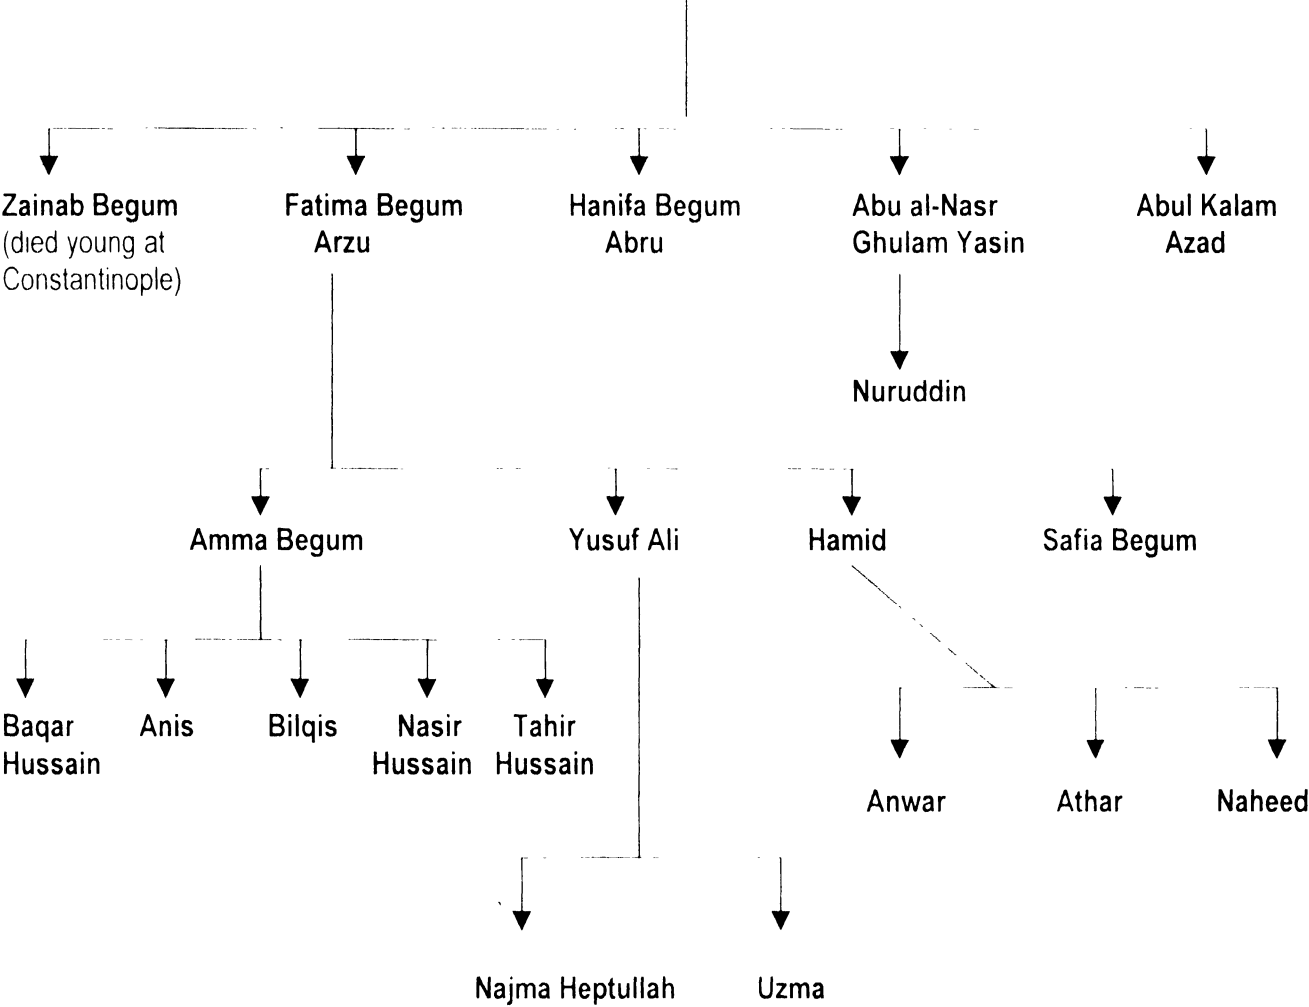 Zainab Begum
(died young at
Constantinople)
Fatima Begum
Arzu
Hanifa Begum
Abru
Abu al-Nasr
Ghulam Yasin
Abul Kalam
Azad
Nuruddin
Amma Begum
Yusuf Ali
Hamid
Safia Begum
Baqar
Hussain
Anis
Bilqis
Nasir
Hussain
Tahir
Hussain
Anwar
Athar
Naheed
Najma Heptullah
Uzma